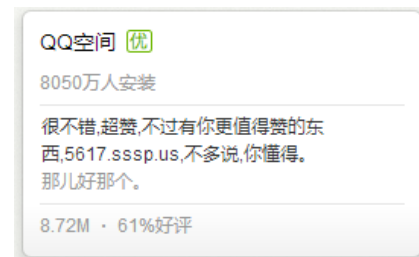 QQ空间 优
8050万人安装
很不错,超赞,不过有你更值得赞的东
西,5617.sssp.us,不多说,你懂得。
那儿好那个。
8.72M · 61%好评